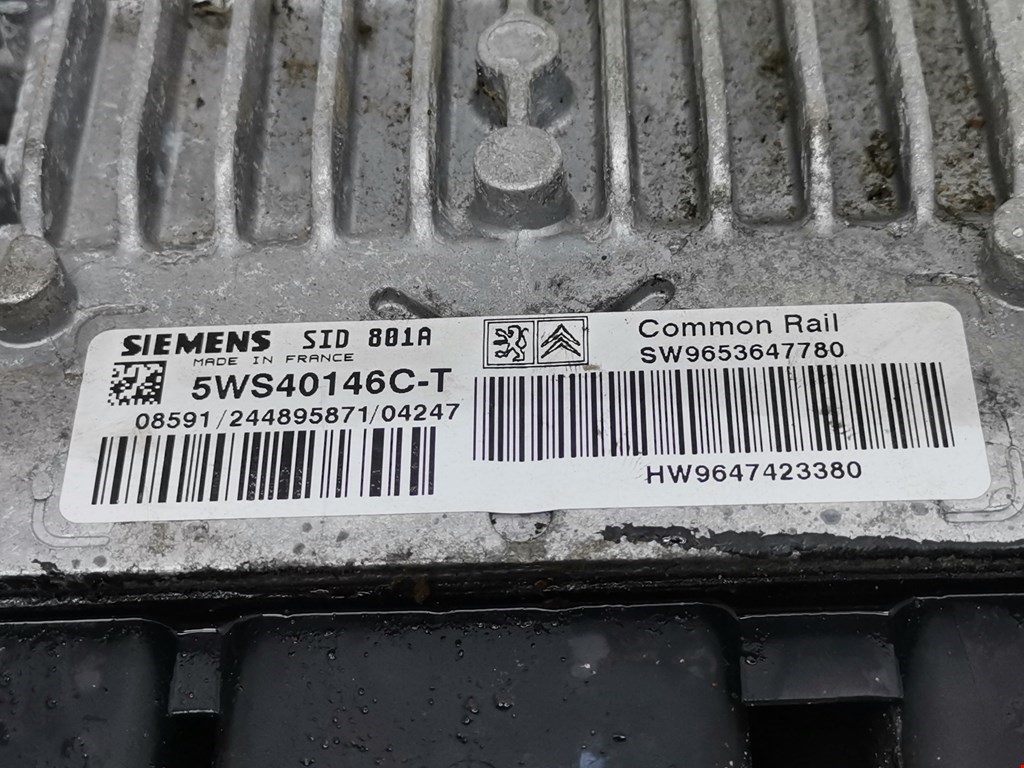 SIEMENS SID 801A
MADE IN FRANCE
5WS40146C-T
08591/244895871/04247
Common Rail
SW9653647780
HW9647423380